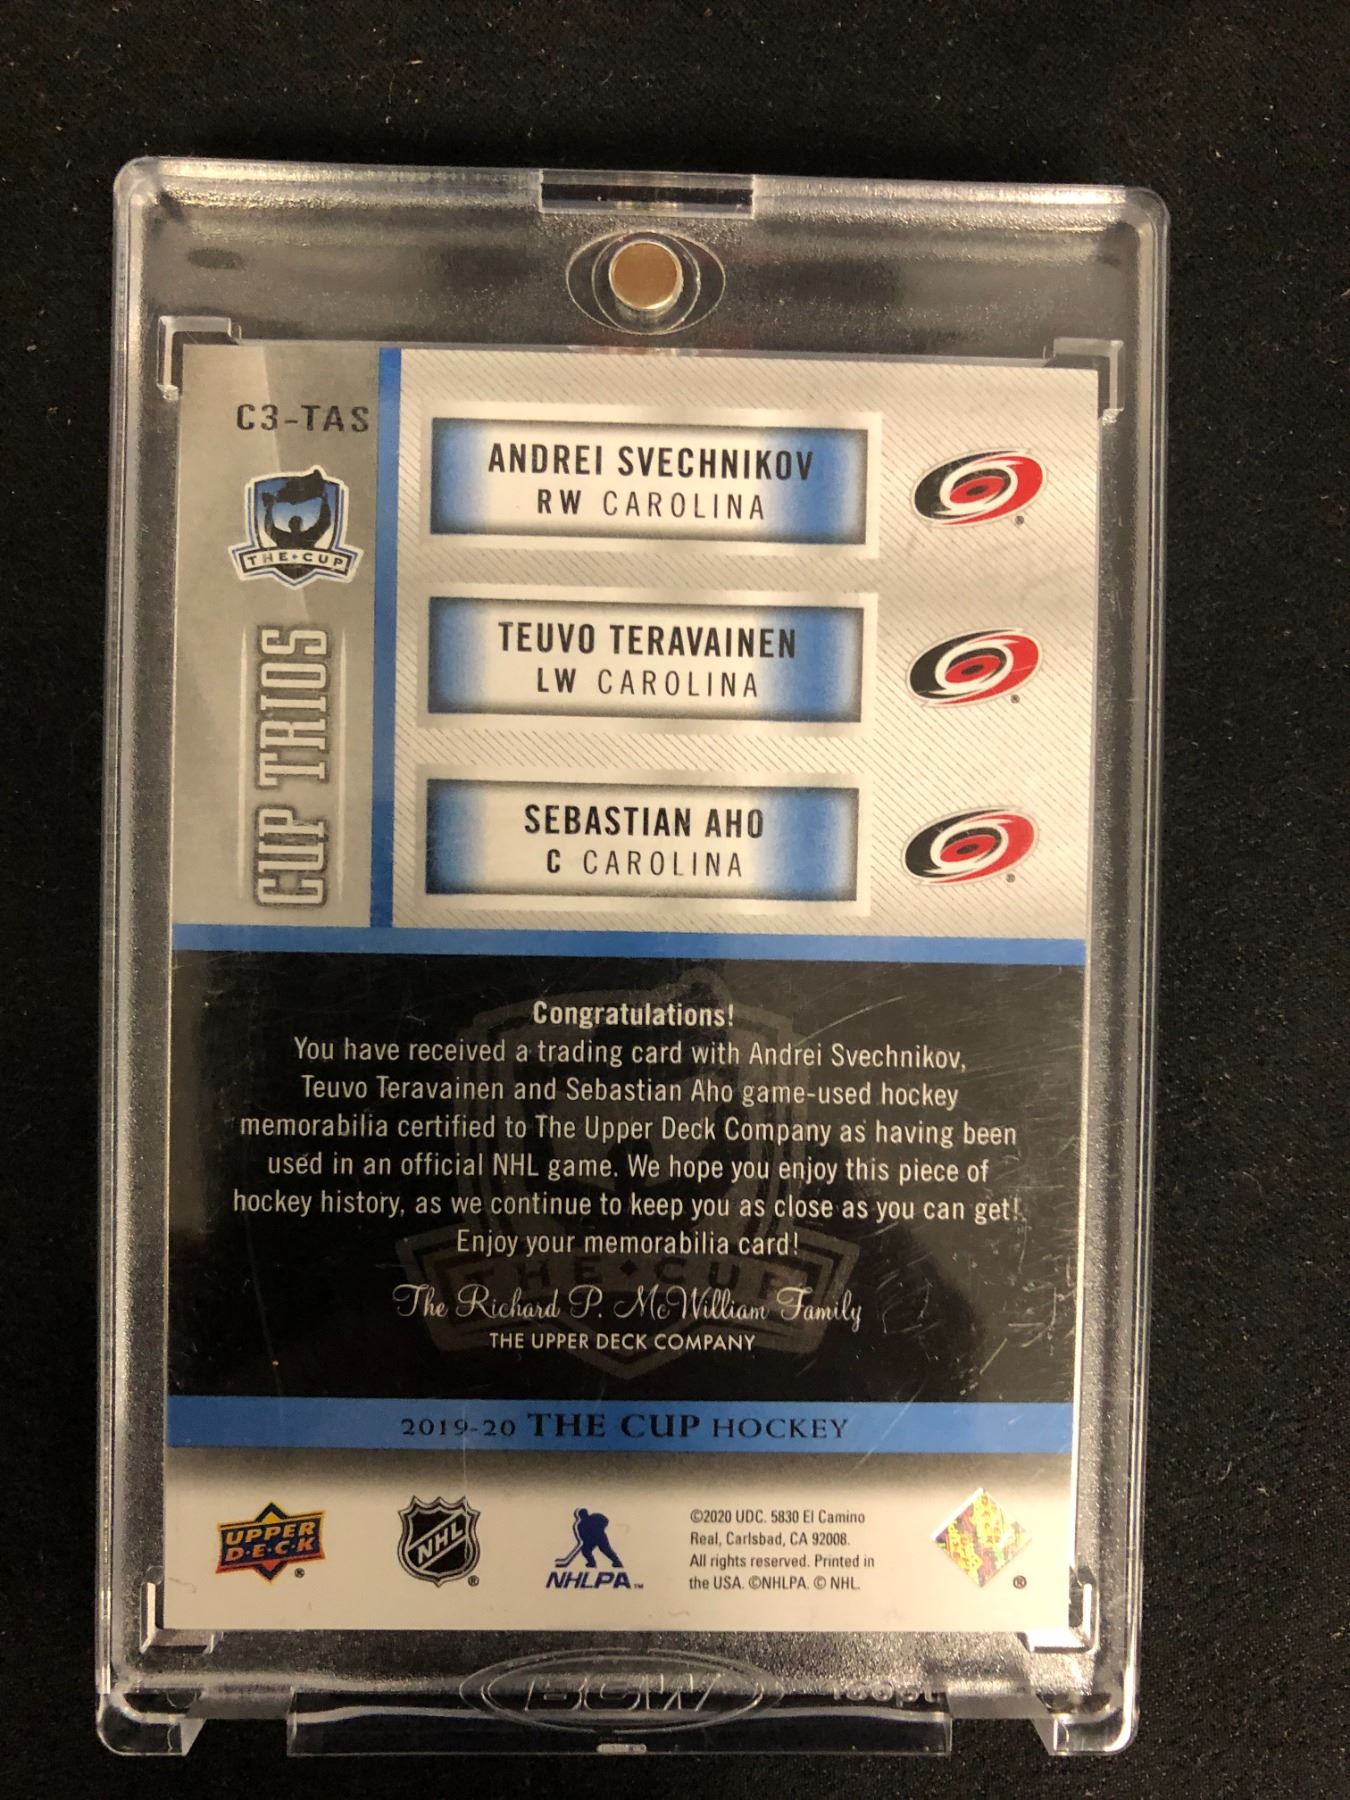 C3-TAS
THE CUP
CUP TRIOS
ANDREI SVECHNIKOV
RW CAROLINA
TEUVO TERAVAINEN
LW CAROLINA
SEBASTIAN AHO
C CAROLINA
Congratulations!
You have received a trading card with Andrei Svechnikov,
Teuvo Teravainen and Sebastian Aho game-used hockey
memorabilia certified to The Upper Deck Company as having been
used in an official NHL game. We hope you enjoy this piece of
hockey history, as we continue to keep you as close as you can get!
Enjoy your memorabilia card!
THE CUP
The Richard P. McWilliam Family
THE UPPER DECK COMPANY
2019-20 THE CUP HOCKEY
UPPER
D•E•C•K ®
NHL ®
NHLPA™
©2020 UDC. 5830 El Camino
Real, Carlsbad, CA 92008.
All rights reserved. Printed in
the USA. ©NHLPA. © NHL.
BCW